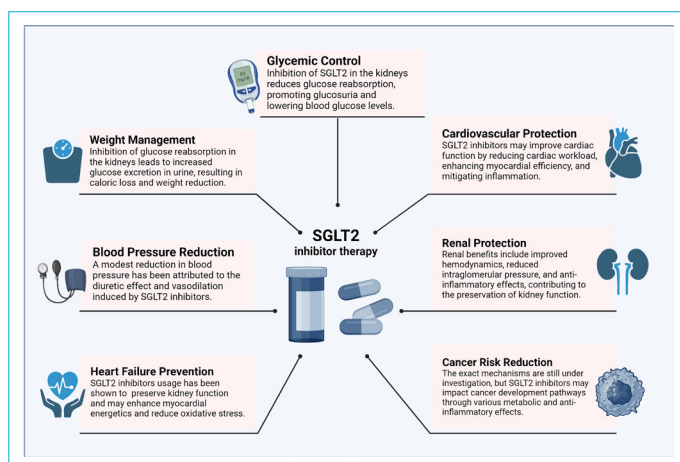 Glycemic Control
Inhibition of SGLT2 in the kidneys
reduces glucose reabsorption,
promoting glucosuria and
lowering blood glucose levels.
Weight Management
Inhibition of glucose reabsorption in
the kidneys leads to increased
glucose excretion in urine, resulting in
caloric loss and weight reduction.
Cardiovascular Protection
SGLT2 inhibitors may improve cardiac
function by reducing cardiac workload,
enhancing myocardial efficiency, and
mitigating inflammation.
SGLT2
inhibitor therapy
Blood Pressure Reduction
A modest reduction in blood
pressure has been attributed to the
diuretic effect and vasodilation
induced by SGLT2 inhibitors.
Renal Protection
Renal benefits include improved
hemodynamics, reduced
intraglomerular pressure, and anti-
inflammatory effects, contributing to
the preservation of kidney function.
Heart Failure Prevention
SGLT2 inhibitors usage has been
shown to preserve kidney function
and may enhance myocardial
energetics and reduce oxidative stress.
Cancer Risk Reduction
The exact mechanisms are still under
investigation, but SGLT2 inhibitors may
impact cancer development pathways
through various metabolic and anti-
inflammatory effects.